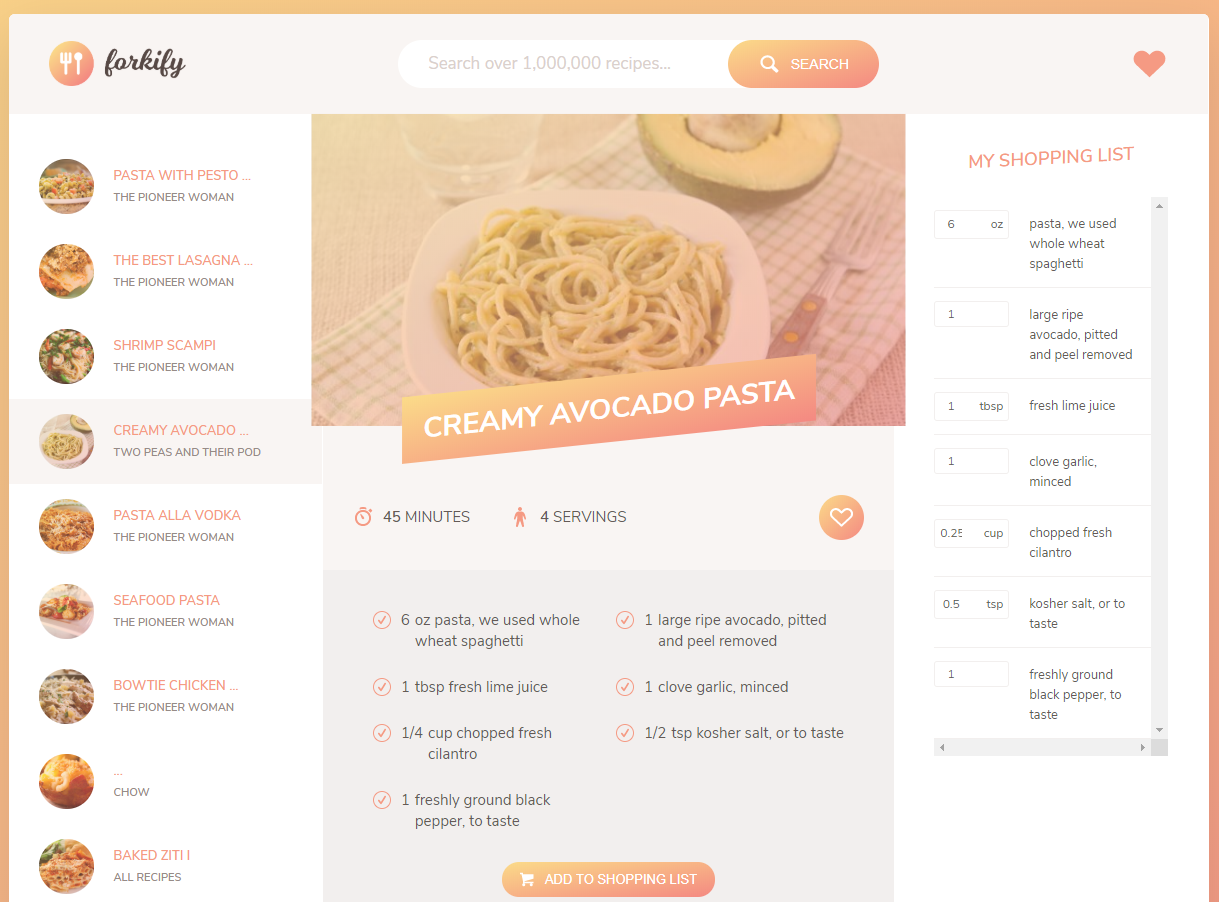 forkify
Search over 1,000,000 recipes...
SEARCH
PASTA WITH PESTO ...
THE PIONEER WOMAN
THE BEST LASAGNA ...
THE PIONEER WOMAN
SHRIMP SCAMPI
THE PIONEER WOMAN
CREAMY AVOCADO ...
TWO PEAS AND THEIR POD
PASTA ALLA VODKA
THE PIONEER WOMAN
SEAFOOD PASTA
THE PIONEER WOMAN
BOWTIE CHICKEN ...
THE PIONEER WOMAN
...
CHOW
BAKED ZITI I
ALL RECIPES
CREAMY AVOCADO PASTA
45 MINUTES
4 SERVINGS
6 oz pasta, we used whole
wheat spaghetti
1 large ripe avocado, pitted
and peel removed
1 tbsp fresh lime juice
1 clove garlic, minced
1/4 cup chopped fresh
cilantro
1/2 tsp kosher salt, or to taste
1 freshly ground black
pepper, to taste
ADD TO SHOPPING LIST
MY SHOPPING LIST
6 oz pasta, we used
whole wheat
spaghetti
1 large ripe
avocado, pitted
and peel removed
1 tbsp fresh lime juice
1 clove garlic,
minced
0.25 cup chopped fresh
cilantro
0.5 tsp kosher salt, or to
taste
1 freshly ground
black pepper, to
taste